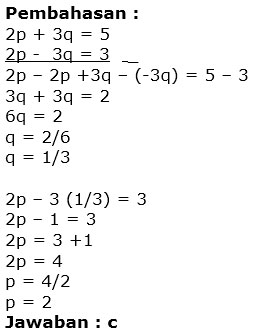 Pembahasan :
2p + 3q = 5
2p - 3q = 3 –
2p – 2p +3q – (-3q) = 5 – 3
3q + 3q = 2
6q = 2
q = 2/6
q = 1/3
2p – 3 (1/3) = 3
2p – 1 = 3
2p = 3 +1
2p = 4
p = 4/2
p = 2
Jawaban : c